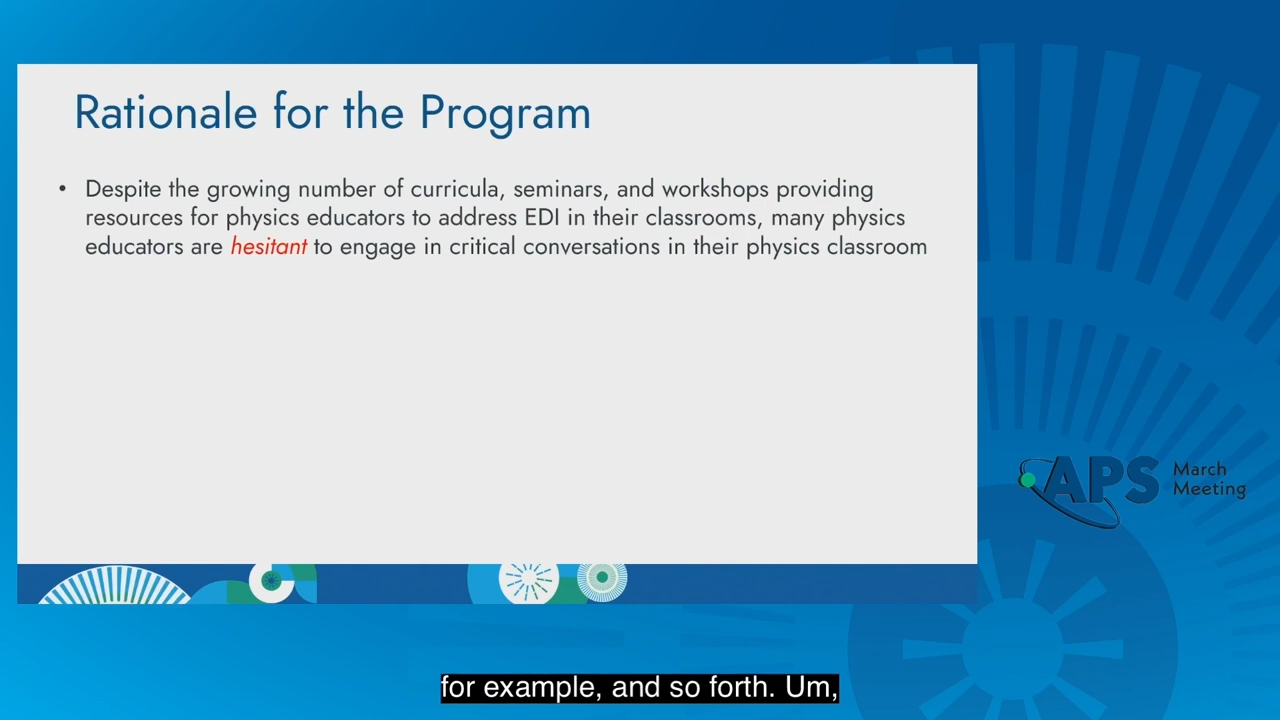 Rationale for the Program
• Despite the growing number of curricula, seminars, and workshops providing
resources for physics educators to address EDI in their classrooms, many physics
educators are hesitant to engage in critical conversations in their physics classroom
APS March
Meeting
for example, and so forth. Um,